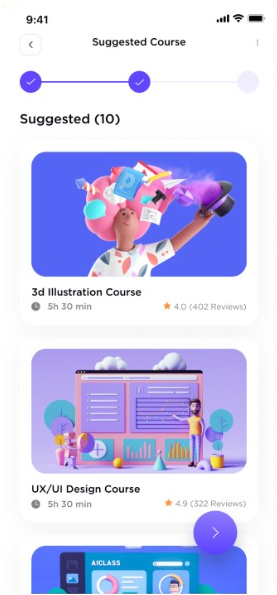 9:41
Suggested Course
Suggested (10)
3d Illustration Course
5h 30 min
4.0 (402 Reviews)
UX/UI Design Course
5h 30 min
4.9 (322 Reviews)
AICLASS